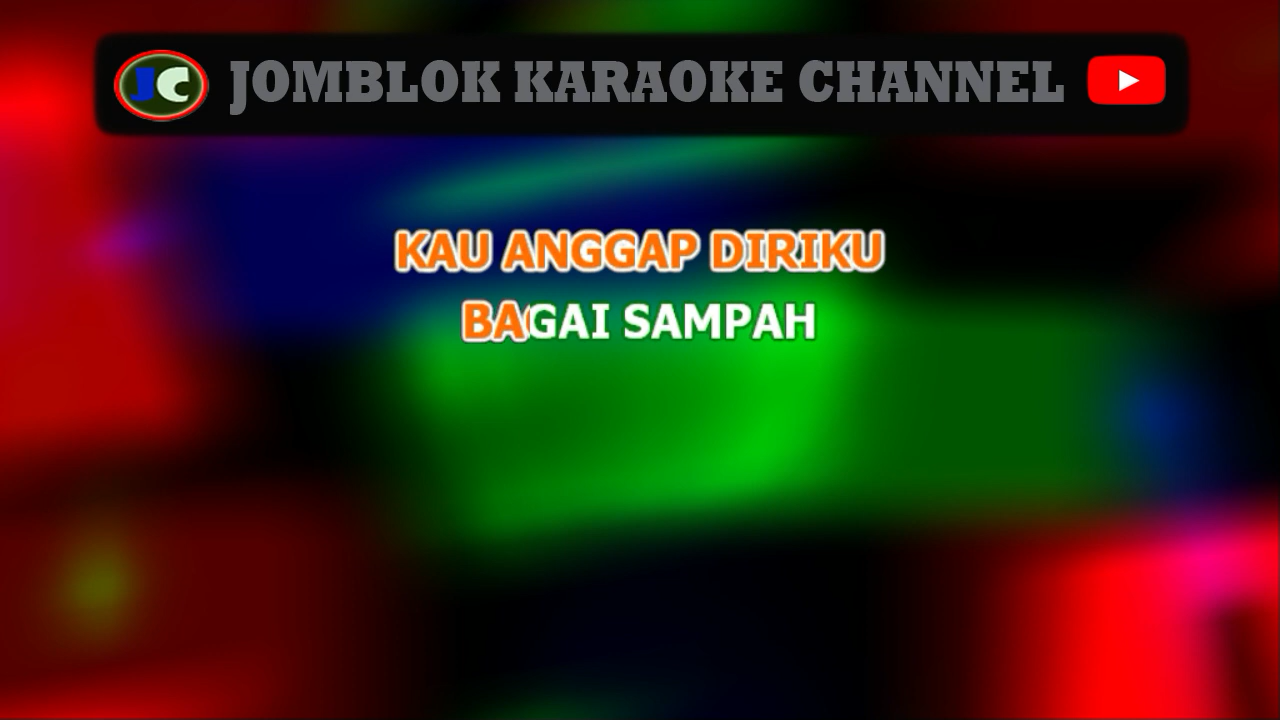 JC JOMBLOK KARAOKE CHANNEL
KAU ANGGAP DIRIKU
BAGAI SAMPAH